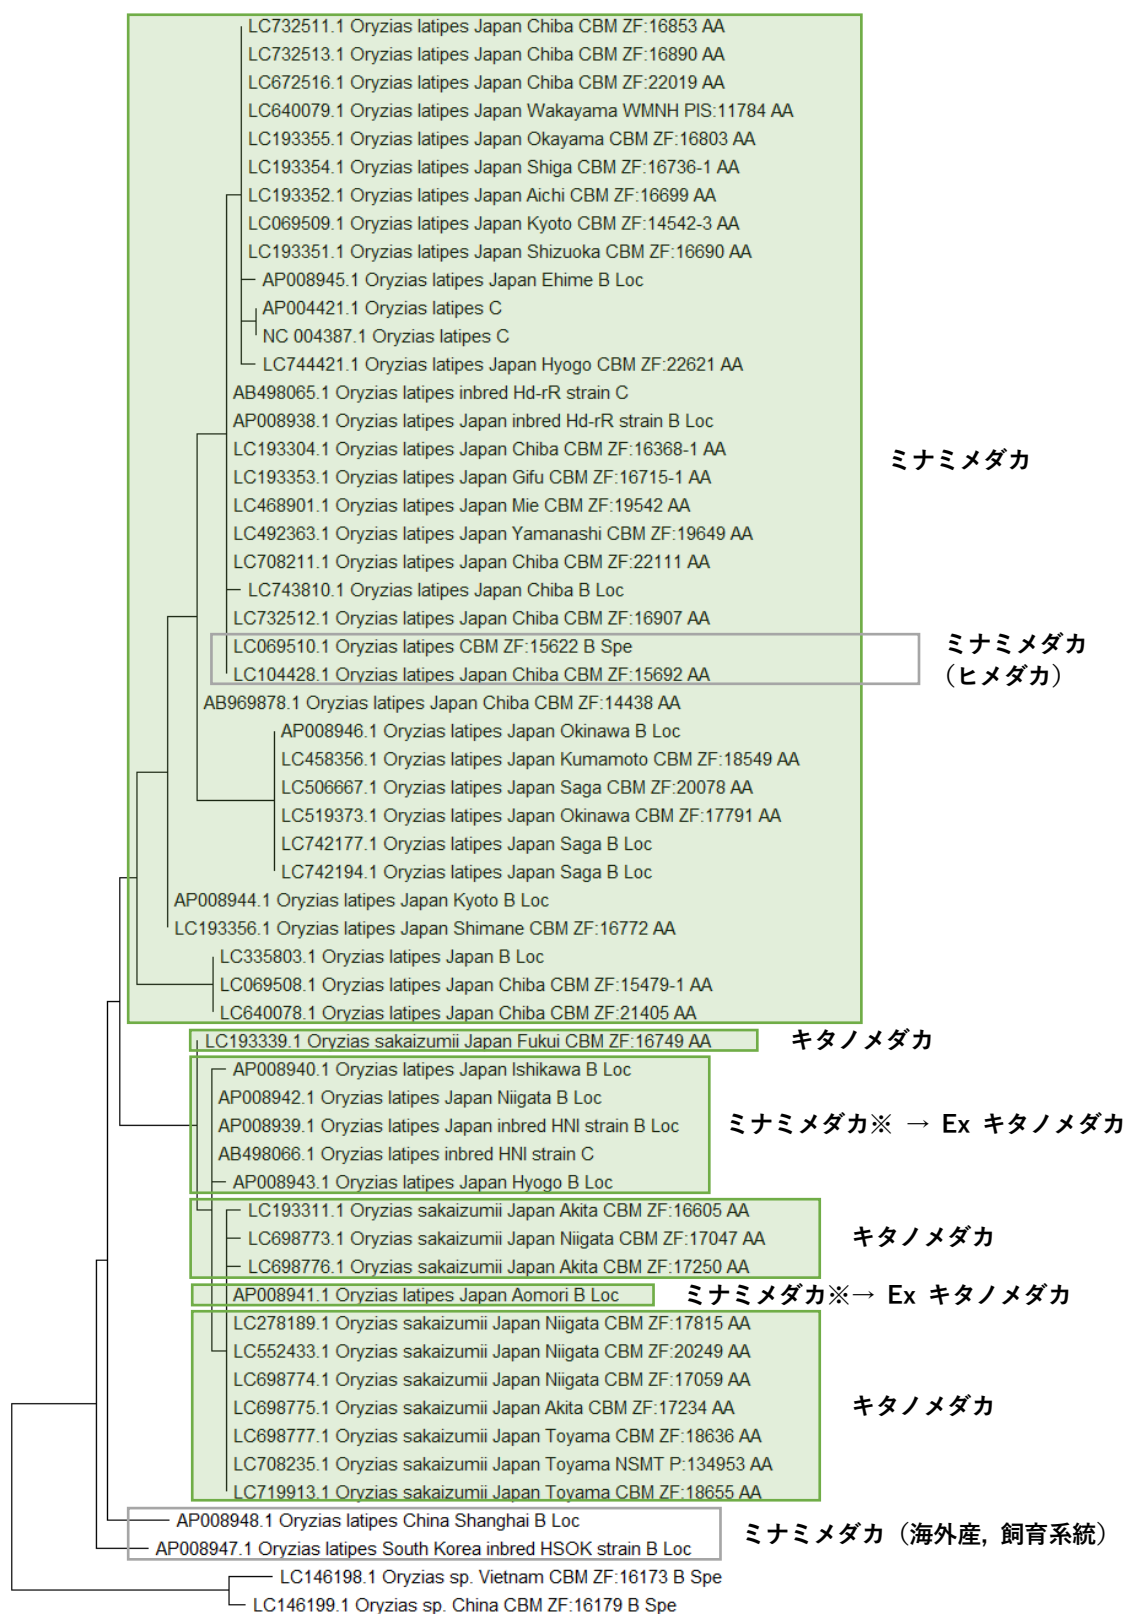 LC732511.1 Oryzias latipes Japan Chiba CBM ZF:16853 AA
LC732513.1 Oryzias latipes Japan Chiba CBM ZF:16890 AA
LC672516.1 Oryzias latipes Japan Chiba CBM ZF:22019 AA
LC640079.1 Oryzias latipes Japan Wakayama WMNH PIS:11784 AA
LC193355.1 Oryzias latipes Japan Okayama CBM ZF:16803 AA
LC193354.1 Oryzias latipes Japan Shiga CBM ZF:16736-1 AA
LC193352.1 Oryzias latipes Japan Aichi CBM ZF:16699 AA
LC069509.1 Oryzias latipes Japan Kyoto CBM ZF:14542-3 AA
LC193351.1 Oryzias latipes Japan Shizuoka CBM ZF:16690 AA
AP008945.1 Oryzias latipes Japan Ehime B Loc
AP004421.1 Oryzias latipes C
NC 004387.1 Oryzias latipes C
LC744421.1 Oryzias latipes Japan Hyogo CBM ZF:22621 AA
AB498065.1 Oryzias latipes inbred Hd-rR strain C
AP008938.1 Oryzias latipes Japan inbred Hd-rR strain B Loc
LC193304.1 Oryzias latipes Japan Chiba CBM ZF:16368-1 AA
ミナミメダカ
LC193353.1 Oryzias latipes Japan Gifu CBM ZF:16715-1 AA
LC468901.1 Oryzias latipes Japan Mie CBM ZF:19542 AA
LC492363.1 Oryzias latipes Japan Yamanashi CBM ZF:19649 AA
LC708211.1 Oryzias latipes Japan Chiba CBM ZF:22111 AA
LC743810.1 Oryzias latipes Japan Chiba B Loc
LC732512.1 Oryzias latipes Japan Chiba CBM ZF:16907 AA
LC069510.1 Oryzias latipes CBM ZF:15622 B Spe
ミナミメダカ
LC104428.1 Oryzias latipes Japan Chiba CBM ZF:15692 AA
（ヒメダカ）
AB969878.1 Oryzias latipes Japan Chiba CBM ZF:14438 AA
AP008946.1 Oryzias latipes Japan Okinawa B Loc
LC458356.1 Oryzias latipes Japan Kumamoto CBM ZF:18549 AA
LC506667.1 Oryzias latipes Japan Saga CBM ZF:20078 AA
LC519373.1 Oryzias latipes Japan Okinawa CBM ZF:17791 AA
LC742177.1 Oryzias latipes Japan Saga B Loc
LC742194.1 Oryzias latipes Japan Saga B Loc
AP008944.1 Oryzias latipes Japan Kyoto B Loc
LC193356.1 Oryzias latipes Japan Shimane CBM ZF:16772 AA
LC335803.1 Oryzias latipes Japan B Loc
LC069508.1 Oryzias latipes Japan Chiba CBM ZF:15479-1 AA
LC640078.1 Oryzias latipes Japan Chiba CBM ZF:21405 AA
LC193339.1 Oryzias sakaizumii Japan Fukui CBM ZF:16749 AA
キタノメダカ
AP008940.1 Oryzias latipes Japan Ishikawa B Loc
AP008942.1 Oryzias latipes Japan Niigata B Loc
AP008939.1 Oryzias latipes Japan inbred HNI strain B Loc
ミナミメダカ※ → Ex キタノメダカ
AB498066.1 Oryzias latipes inbred HNI strain C
AP008943.1 Oryzias latipes Japan Hyogo B Loc
LC193311.1 Oryzias sakaizumii Japan Akita CBM ZF:16605 AA
LC698773.1 Oryzias sakaizumii Japan Niigata CBM ZF:17047 AA
キタノメダカ
LC698776.1 Oryzias sakaizumii Japan Akita CBM ZF:17250 AA
AP008941.1 Oryzias latipes Japan Aomori B Loc
ミナミメダカ※→ Ex キタノメダカ
LC278189.1 Oryzias sakaizumii Japan Niigata CBM ZF:17815 AA
LC552433.1 Oryzias sakaizumii Japan Niigata CBM ZF:20249 AA
LC698774.1 Oryzias sakaizumii Japan Niigata CBM ZF:17059 AA
LC698775.1 Oryzias sakaizumii Japan Akita CBM ZF:17234 AA
キタノメダカ
LC698777.1 Oryzias sakaizumii Japan Toyama CBM ZF:18636 AA
LC708235.1 Oryzias sakaizumii Japan Toyama NSMT P:134953 AA
LC719913.1 Oryzias sakaizumii Japan Toyama CBM ZF:18655 AA
AP008948.1 Oryzias latipes China Shanghai B Loc
ミナミメダカ（海外産, 飼育系統）
AP008947.1 Oryzias latipes South Korea inbred HSOK strain B Loc
LC146198.1 Oryzias sp. Vietnam CBM ZF:16173 B Spe
LC146199.1 Oryzias sp. China CBM ZF:16179 B Spe